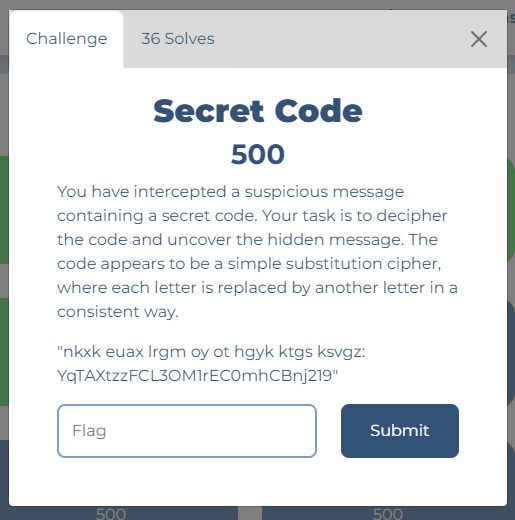 Challenge
36 Solves
Secret Code
500
You have intercepted a suspicious message
containing a secret code. Your task is to decipher
the code and uncover the hidden message. The
code appears to be a simple substitution cipher,
where each letter is replaced by another letter in a
consistent way.
"nkxk euax lrgm oy ot hgyk ktgs ksvgz:
YqTAXtzzFCL3OM1rEC0mhCBnj219"
Flag
Submit
500
500